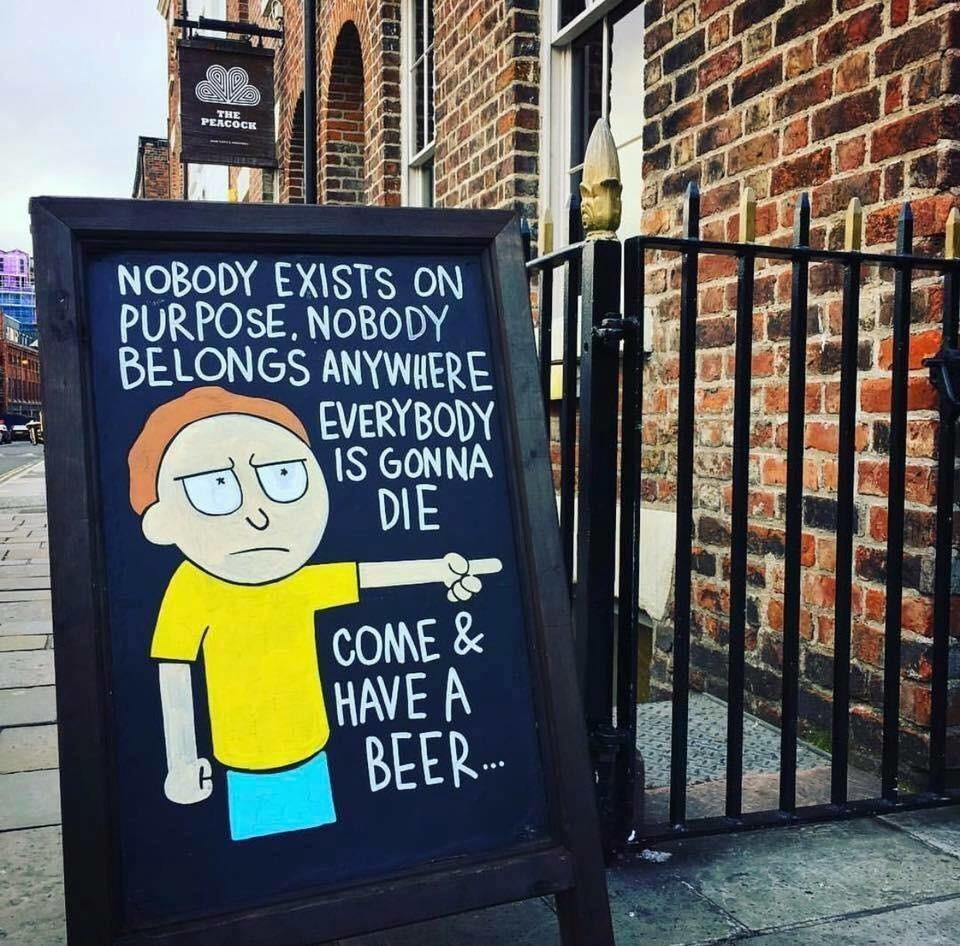 THE
PEACOCK
NOBODY EXISTS ON
PURPOSE. NOBODY
BELONGS ANYWHERE
EVERYBODY
IS GONNA
DIE
COME &
HAVE A
BEER...